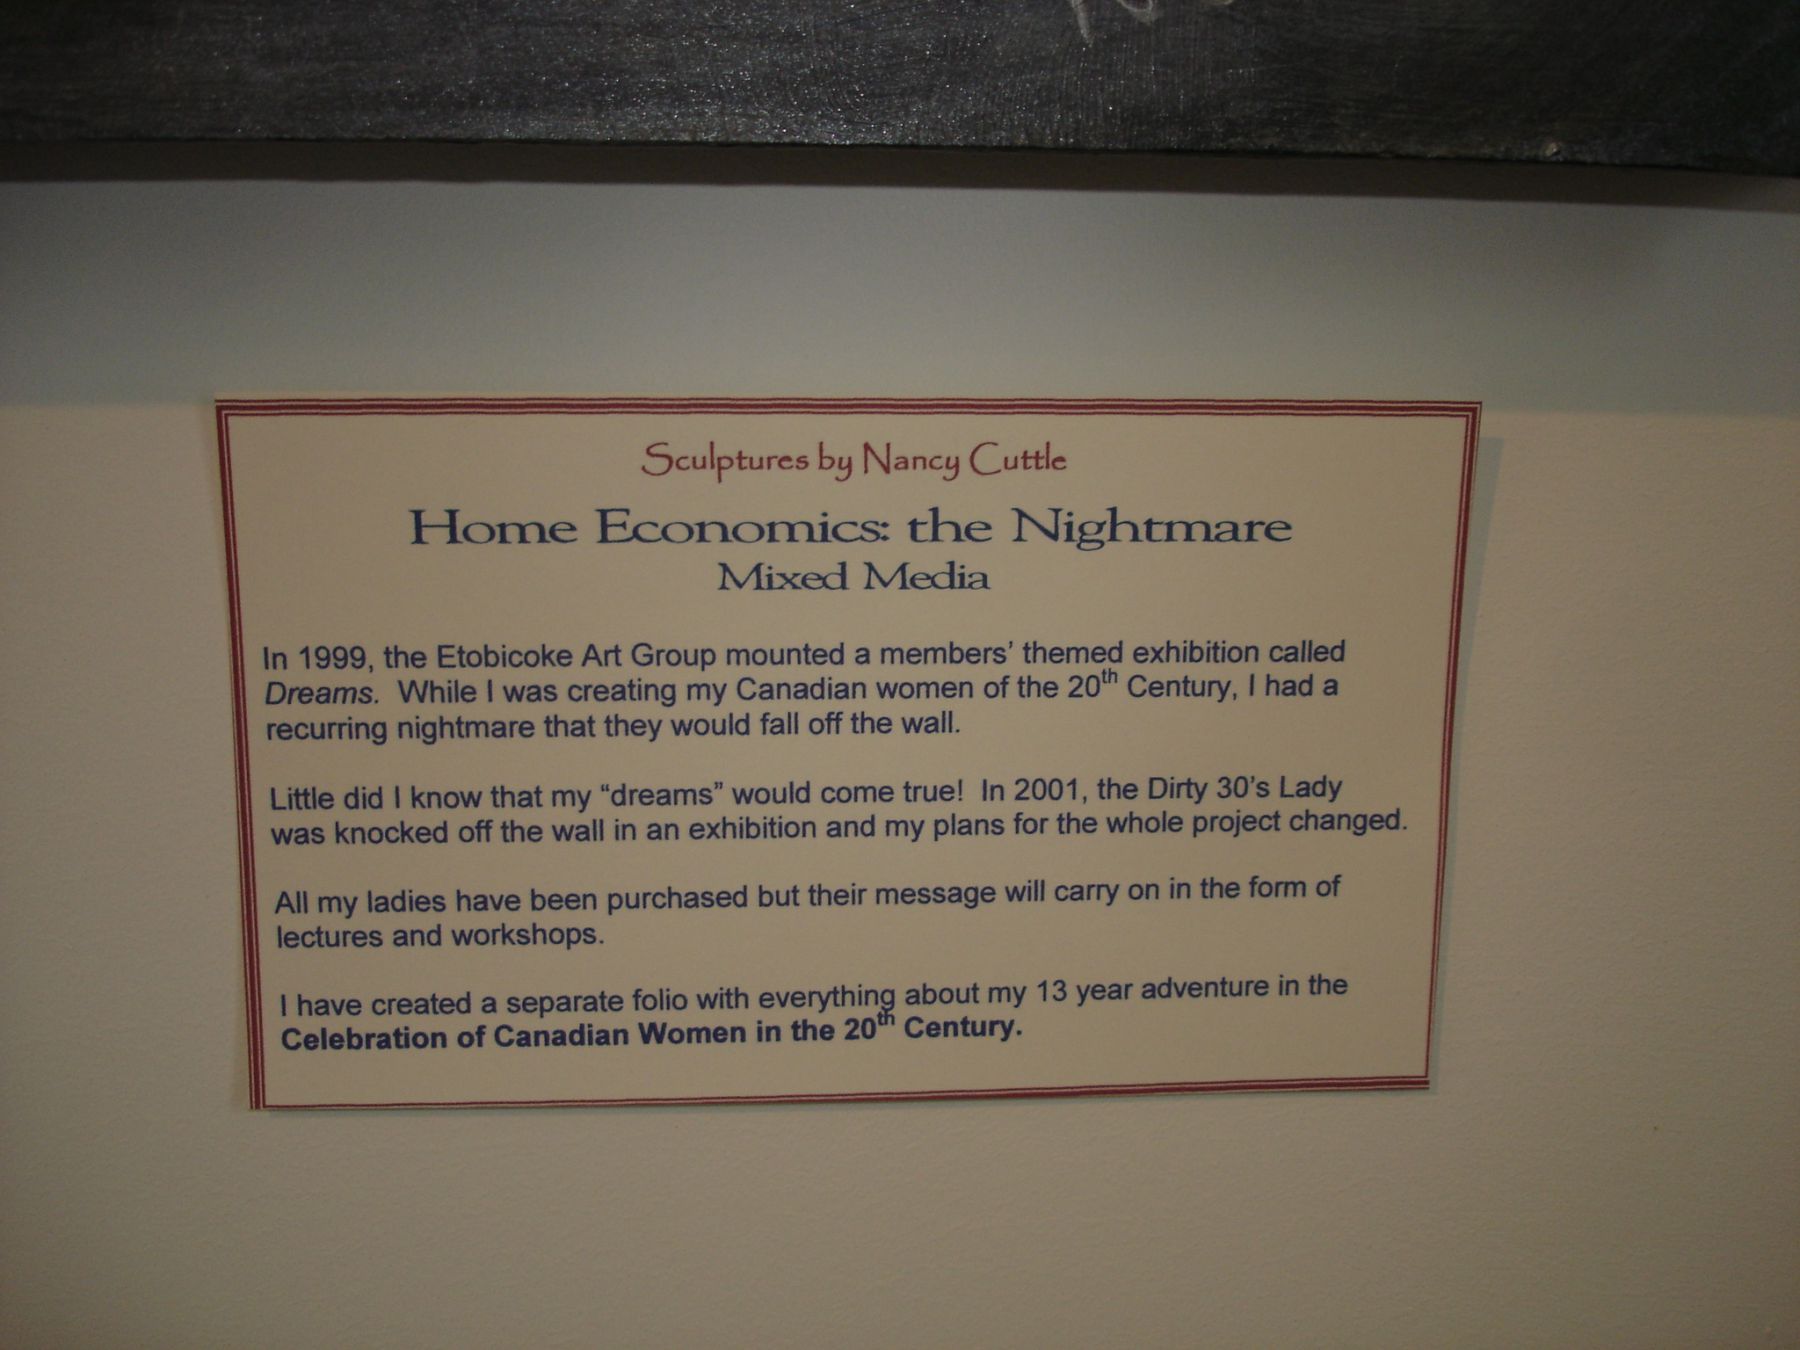 Sculptures by Nancy Cuttle
Home Economics: the Nightmare
Mixed Media
In 1999, the Etobicoke Art Group mounted a members' themed exhibition called
Dreams. While I was creating my Canadian women of the 20th Century, I had a
recurring nightmare that they would fall off the wall.
Little did I know that my “dreams” would come true! In 2001, the Dirty 30's Lady
was knocked off the wall in an exhibition and my plans for the whole project changed.
All my ladies have been purchased but their message will carry on in the form of
lectures and workshops.
I have created a separate folio with everything about my 13 year adventure in the
Celebration of Canadian Women in the 20th Century.